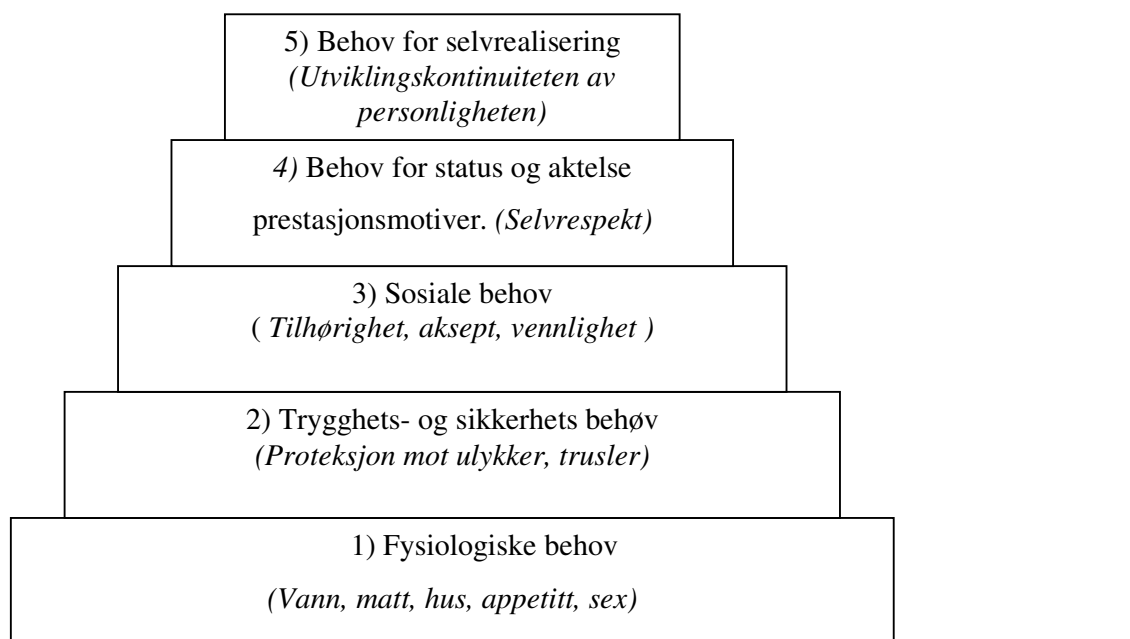 5) Behov for selvrealisering
(Utviklingskontinuiteten av
personligheten)
4) Behov for status og aktelse
prestasjonsmotiver. (Selvrespekt)
3) Sosiale behov
( Tilhørighet, aksept, vennlighet )
2) Trygghets- og sikkerhets behøv
(Proteksjon mot ulykker, trusler)
1) Fysiologiske behov
(Vann, matt, hus, appetitt, sex)